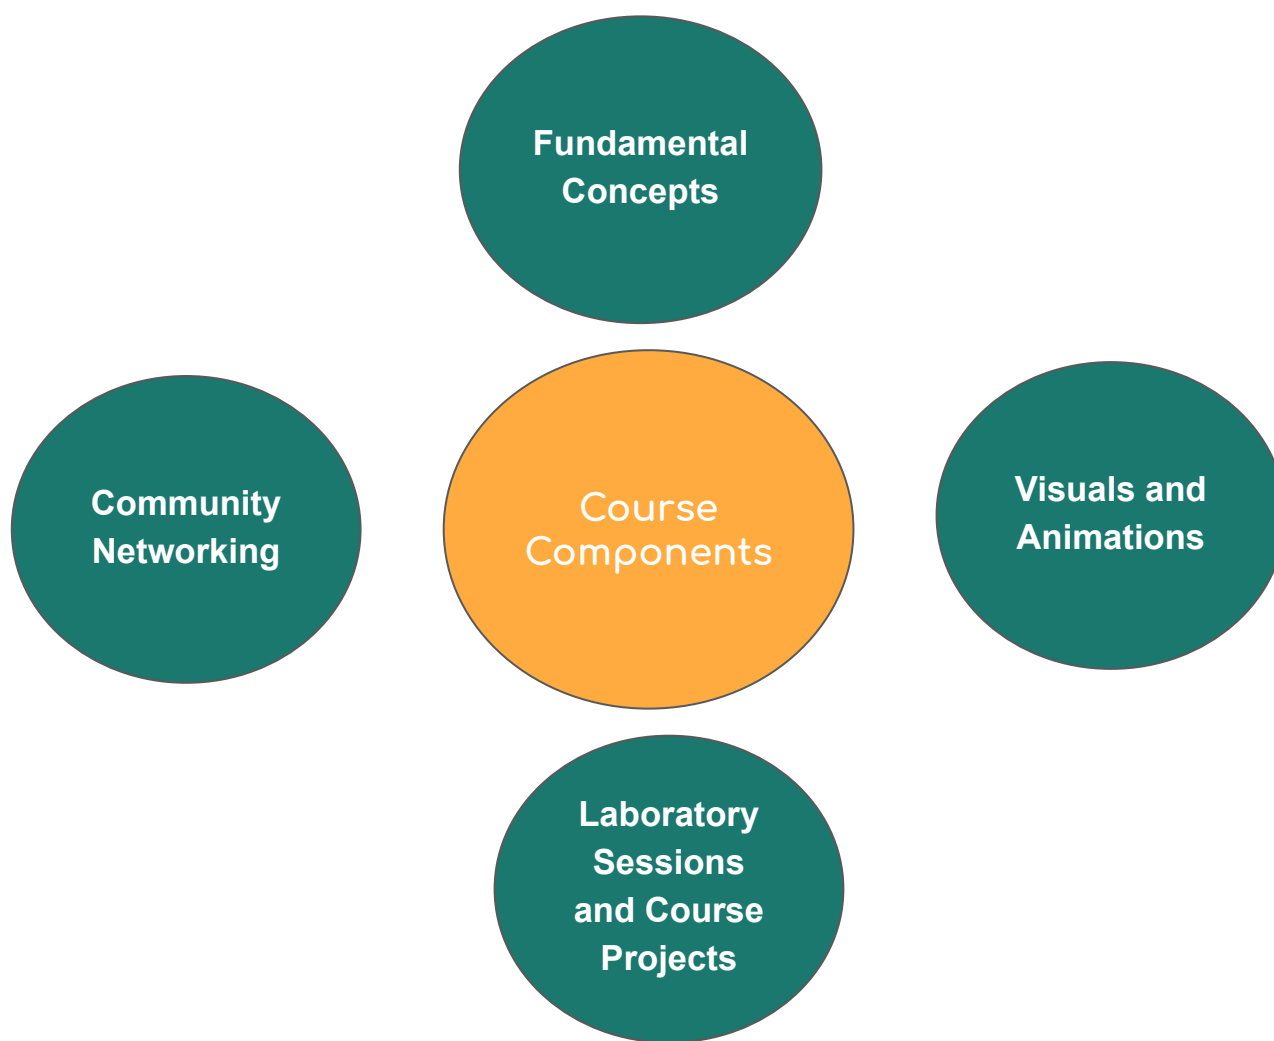 Fundamental
Concepts
Community
Networking
Course
Components
Visuals and
Animations
Laboratory
Sessions
and Course
Projects